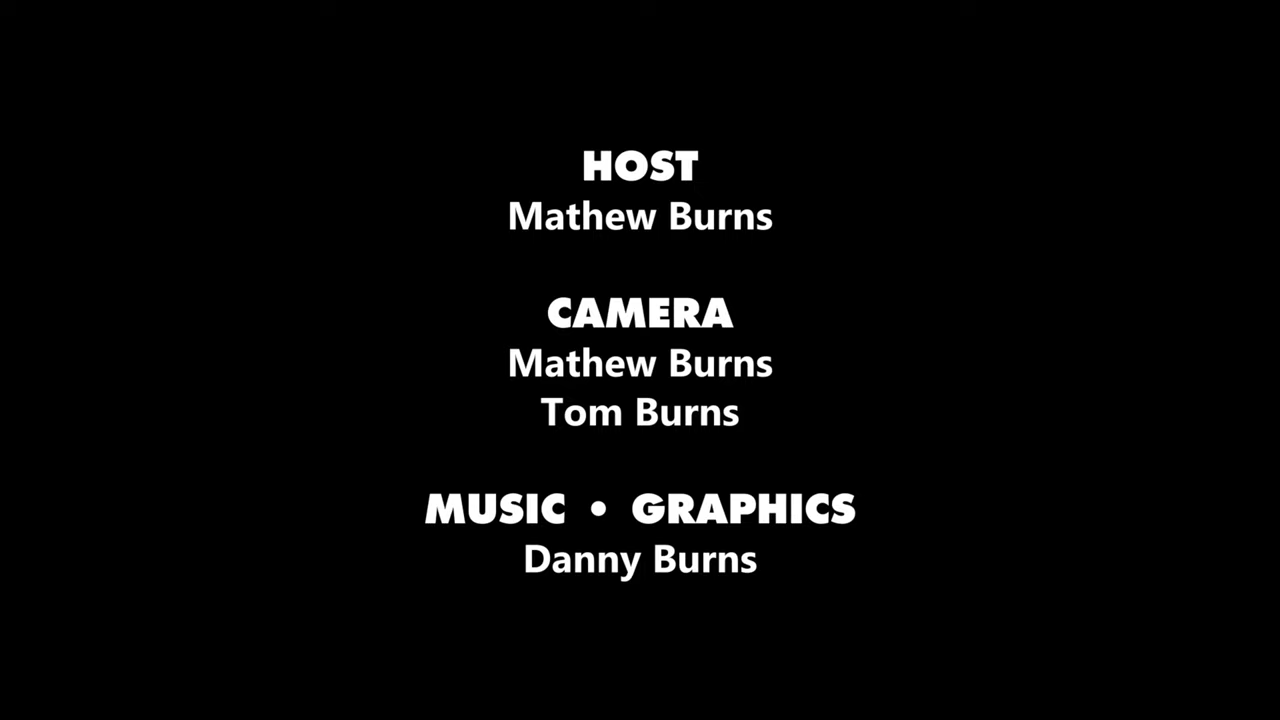 HOST
Mathew Burns
CAMERA
Mathew Burns
Tom Burns
MUSIC • GRAPHICS
Danny Burns